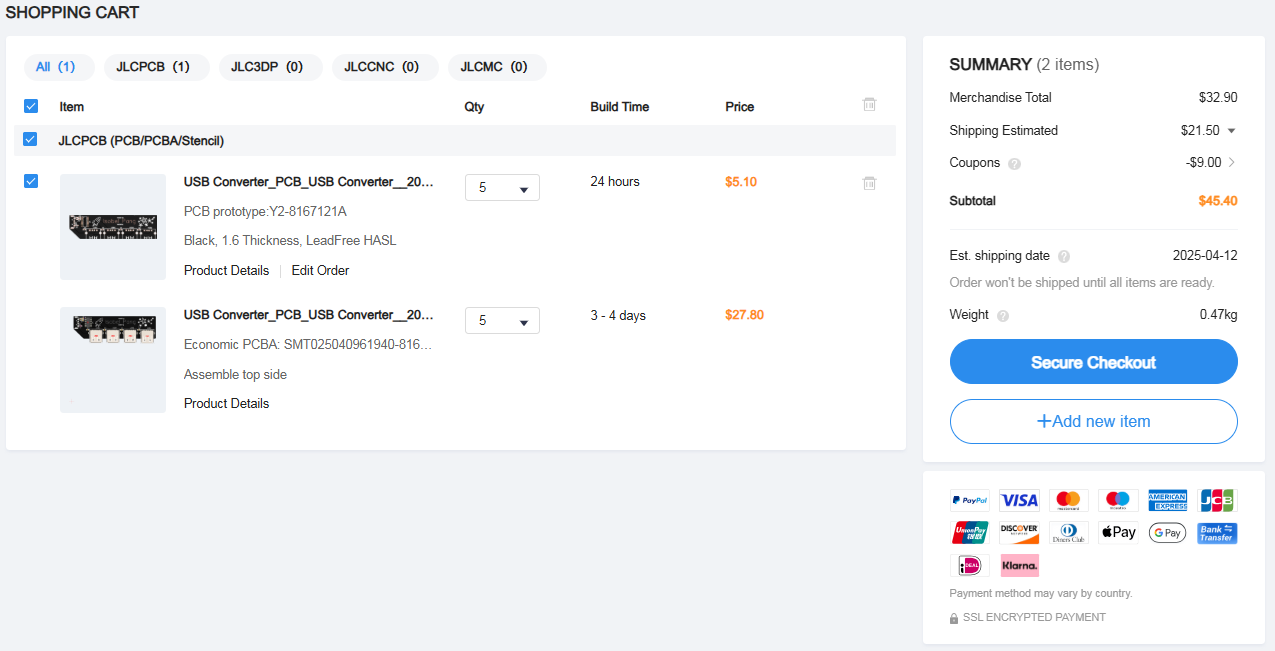 SHOPPING CART
All (1) JLCPCB (1) JLC3DP (0) JLCCNC (0) JLCMC (0)
Item Qty Build Time Price
JLCPCB (PCB/PCBA/Stencil)
USB Converter_PCB_USB Converter__20... 5 24 hours $5.10
PCB prototype:Y2-8167121A
Black, 1.6 Thickness, LeadFree HASL
Product Details Edit Order
USB Converter_PCB_USB Converter__20... 5 3 - 4 days $27.80
Economic PCBA: SMT025040961940-816...
Assemble top side
Product Details
SUMMARY (2 items)
Merchandise Total $32.90
Shipping Estimated $21.50
Coupons ? -$9.00
Subtotal $45.40
Est. shipping date ? 2025-04-12
Order won't be shipped until all items are ready.
Weight ? 0.47kg
Secure Checkout
+Add new item
PayPal VISA mastercard AMERICAN EXPRESS JCB
UnionPay DISCOVER Diners Club Pay G Pay Bank Transfer
iDEAL Klarna.
Payment method may vary by country.
SSL ENCRYPTED PAYMENT